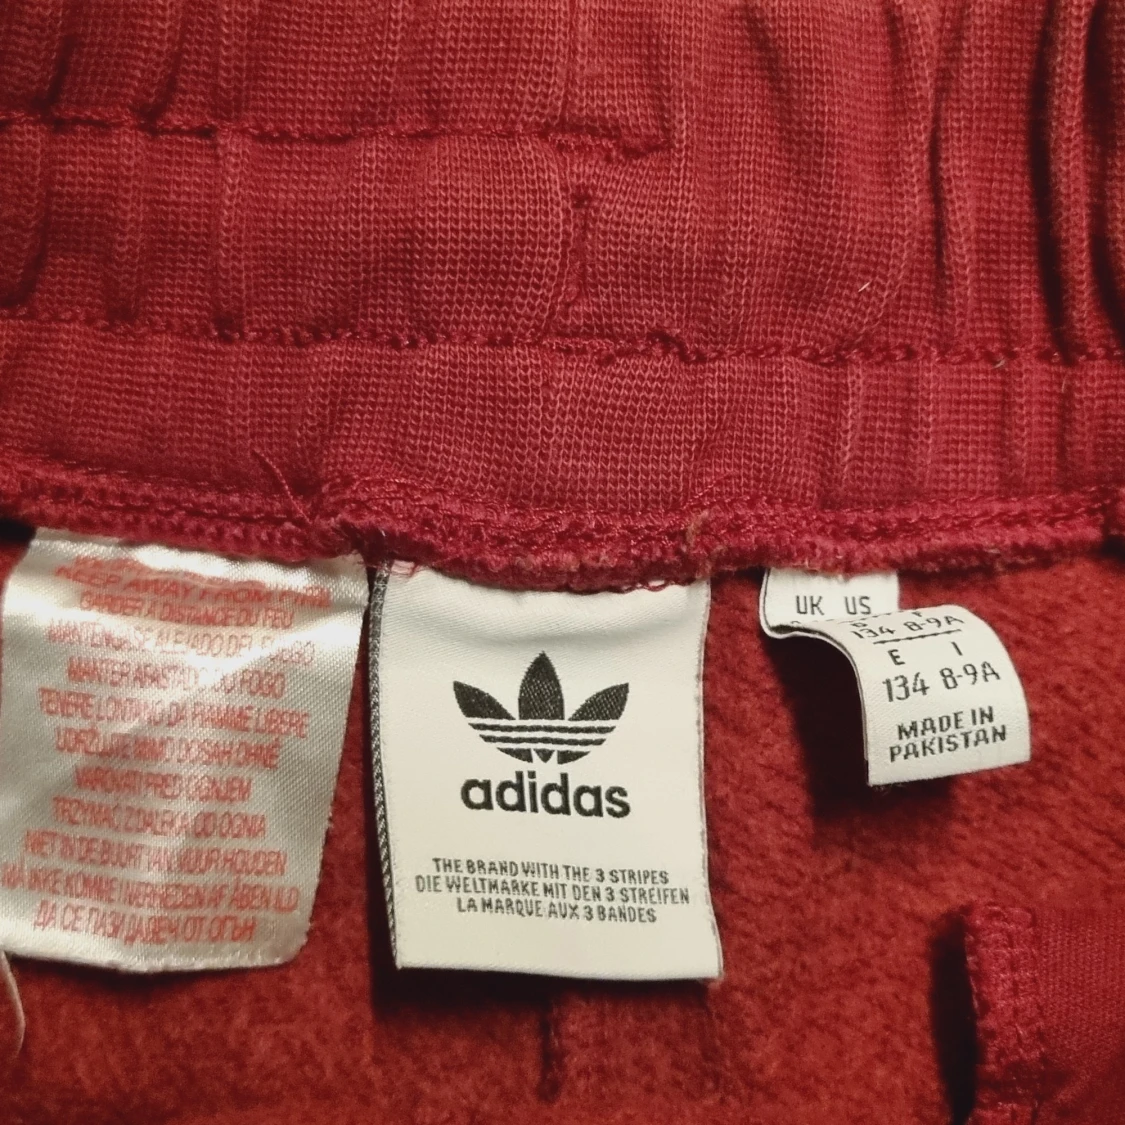 KEEP AWAY FROM FIRE
GARDER À DISTANCE DU FEU
MANTENGASE ALEJADO DEL FUEGO
MANTER AFASTADO DO FOGO
TENERE LONTANO DA FIAMME LIBERE
UDRŽUJTE MIMO DOSAH OHNĚ
VAROVATI PRED OGNJEM
TRZYMAĆ Z DALEKA OD OGNIA
NIET IN DE BUURT VAN VUUR HOUDEN
MÅ IKKE KOMME I NÆRHEDEN AF ÅBEN ILD
ДА СЕ ПАЗИ ДАЛЕЧ ОТ ОГЪН
adidas
THE BRAND WITH THE 3 STRIPES
DIE WELTMARKE MIT DEN 3 STREIFEN
LA MARQUE AUX 3 BANDES
UK US
134 8-9A
E I
134 8-9A
MADE IN
PAKISTAN